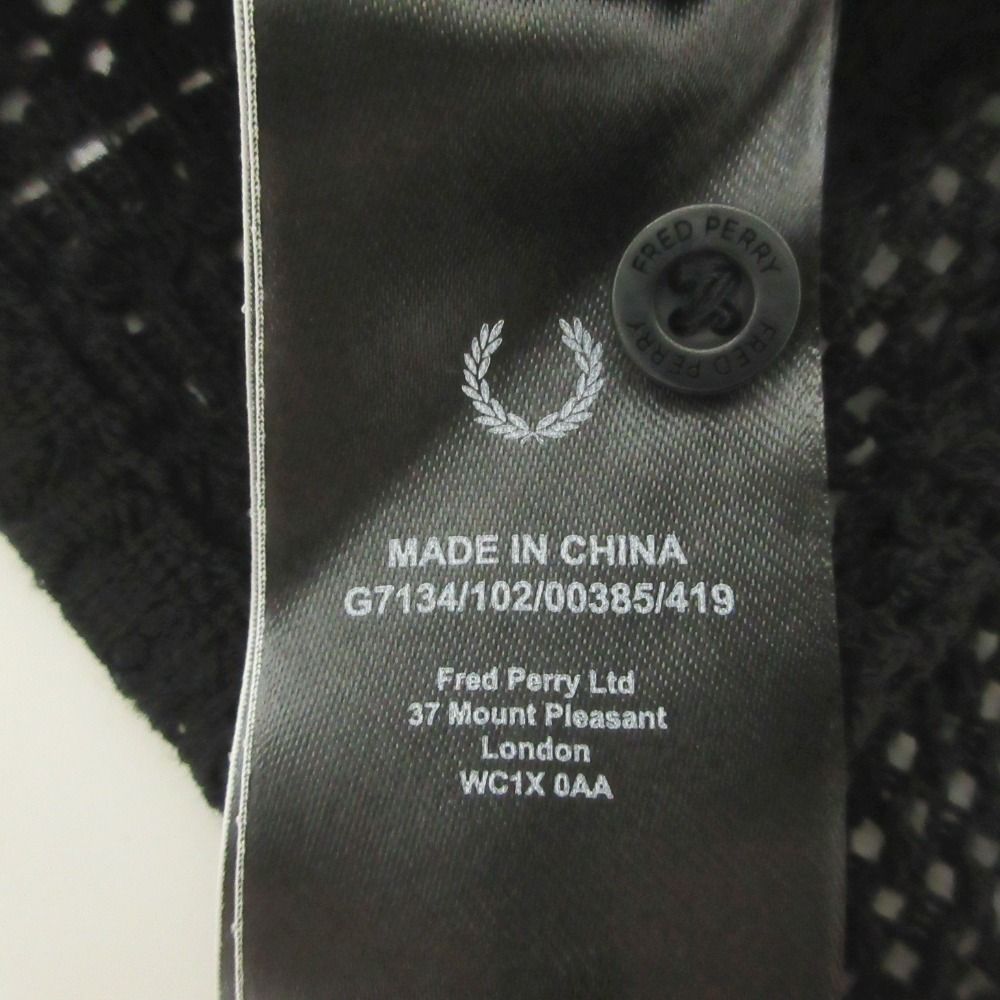 FRED PERRY
FRED PERRY
MADE IN CHINA
G7134/102/00385/419
Fred Perry Ltd
37 Mount Pleasant
London
WC1X 0AA